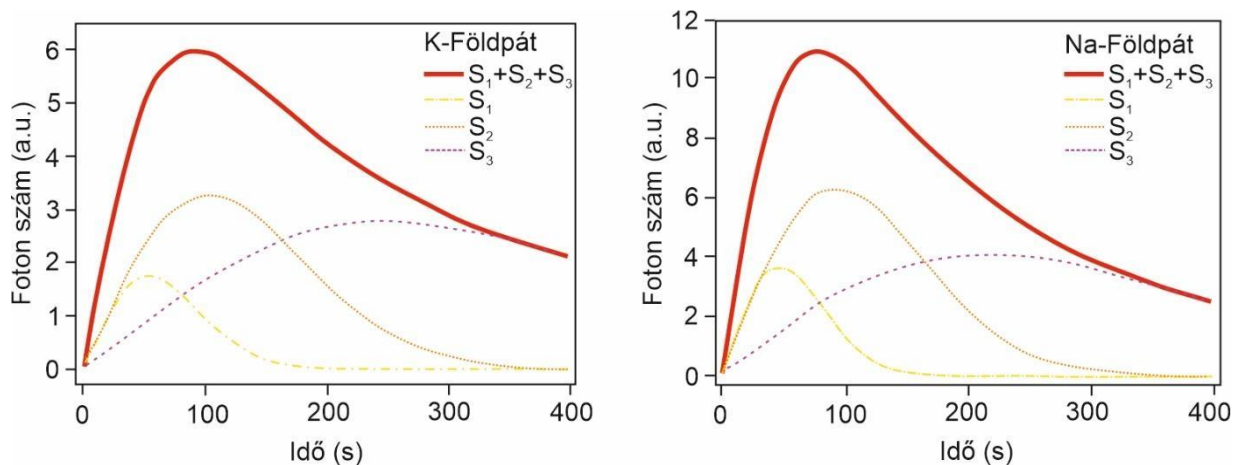 K-Földpát
S₁+S₂+S₃
S₁
S₂
S₃
6
5
4
3
2
1
0
Foton szám (a.u.)
0 100 200 300 400
Idő (s)
Na-Földpát
S₁+S₂+S₃
S₁
S₂
S₃
12
10
8
6
4
2
0
Foton szám (a.u.)
0 100 200 300 400
Idő (s)